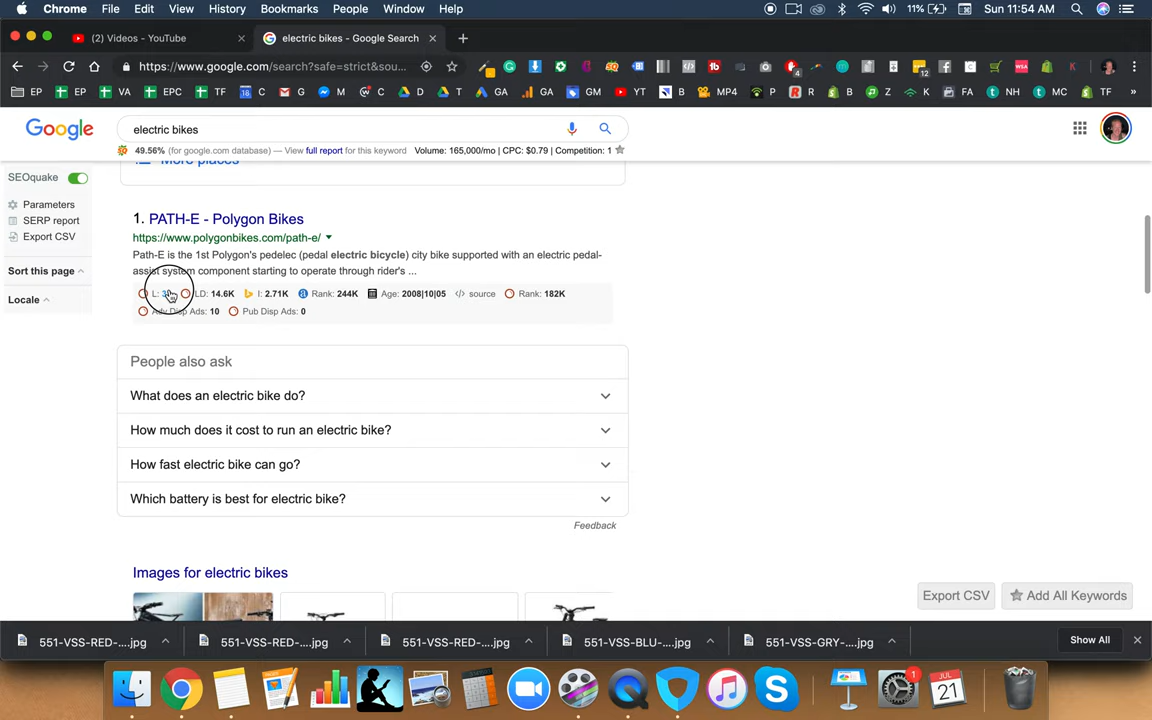 Chrome File Edit View History Bookmarks People Window Help 11% Sun 11:54 AM
(2) Videos - YouTube electric bikes - Google Search
https://www.google.com/search?safe=strict&sou...
EP EP VA EPC TF C G M C D T GA GA GM YT B MP4 P R B Z K FA NH MC TF »
Google electric bikes
49.56% (for google.com database) — View full report for this keyword Volume: 165,000/mo | CPC: $0.79 | Competition: 1
More places
SEOquake
Parameters
SERP report
Export CSV
Sort this page
Locale
1. PATH-E - Polygon Bikes
https://www.polygonbikes.com/path-e/
Path-E is the 1st Polygon's pedelec (pedal electric bicycle) city bike supported with an electric pedal-
assist system component starting to operate through rider's ...
L: LD: 14.6K I: 2.71K Rank: 244K Age: 2008|10|05 source Rank: 182K
Adv Disp Ads: 10 Pub Disp Ads: 0
People also ask
What does an electric bike do?
How much does it cost to run an electric bike?
How fast electric bike can go?
Which battery is best for electric bike?
Feedback
Images for electric bikes
Export CSV Add All Keywords
551-VSS-RED-....jpg 551-VSS-RED-....jpg 551-VSS-RED-....jpg 551-VSS-BLU-....jpg 551-VSS-GRY-....jpg Show All
JUL
21
1